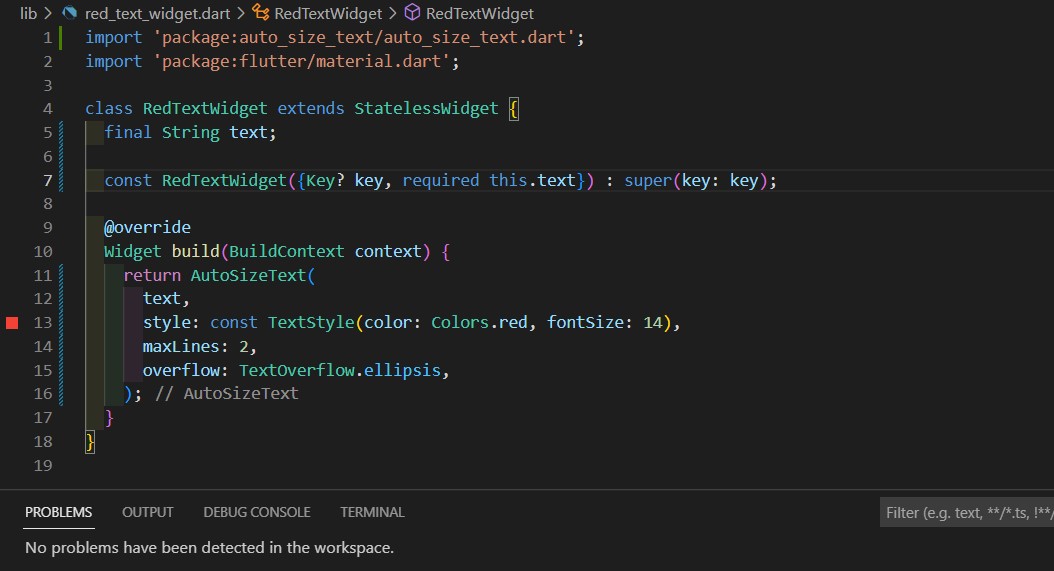 lib > red_text_widget.dart > RedTextWidget > RedTextWidget
1 import 'package:auto_size_text/auto_size_text.dart';
2 import 'package:flutter/material.dart';
3
4 class RedTextWidget extends StatelessWidget {
5 final String text;
6
7 const RedTextWidget({Key? key, required this.text}) : super(key: key);
8
9 @override
10 Widget build(BuildContext context) {
11 return AutoSizeText(
12 text,
13 style: const TextStyle(color: Colors.red, fontSize: 14),
14 maxLines: 2,
15 overflow: TextOverflow.ellipsis,
16 ); // AutoSizeText
17 }
18 }
19
PROBLEMS OUTPUT DEBUG CONSOLE TERMINAL Filter (e.g. text, **/*.ts, !**/
No problems have been detected in the workspace.